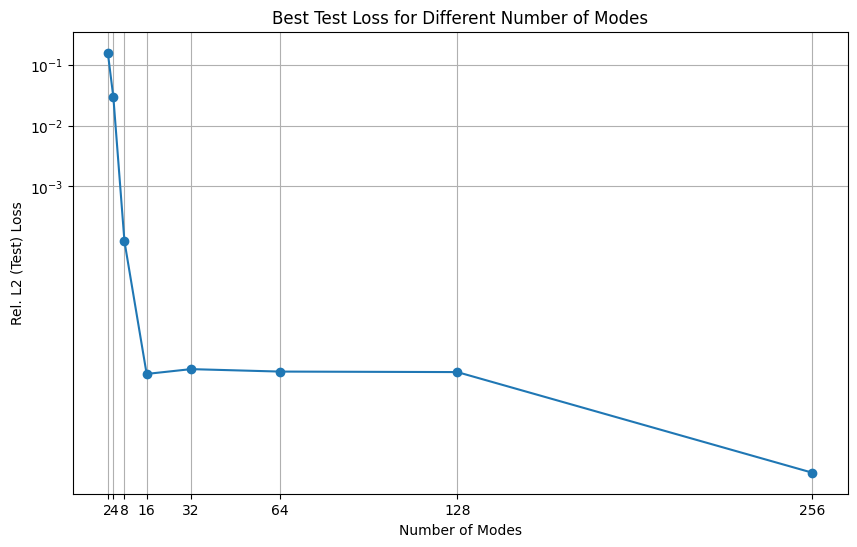 Best Test Loss for Different Number of Modes
10⁻¹
10⁻²
10⁻³
Rel. L2 (Test) Loss
2 4 8 16 32 64 128 256
Number of Modes